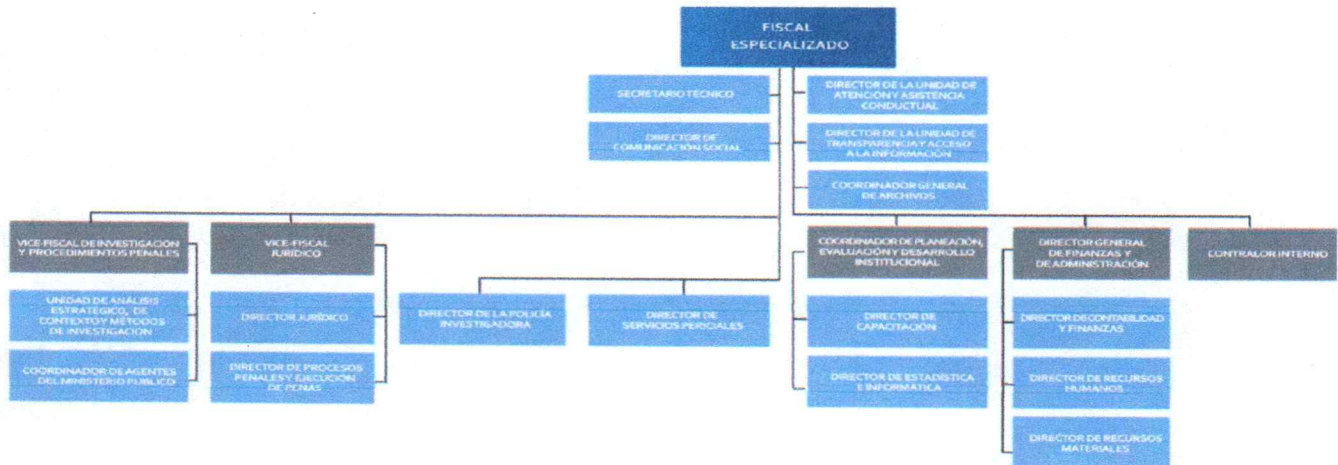 FISCAL
ESPECIALIZADO
SECRETARIO TÉCNICO
DIRECTOR DE LA UNIDAD DE
ATENCIÓN Y ASISTENCIA
CONDUCTUAL
DIRECTOR DE
COMUNICACIÓN SOCIAL
DIRECTOR DE LA UNIDAD DE
TRANSPARENCIA Y ACCESO
A LA INFORMACIÓN
COORDINADOR GENERAL
DE ARCHIVOS
VICE-FISCAL DE INVESTIGACIÓN
Y PROCEDIMIENTOS PENALES
VICE-FISCAL
JURÍDICO
COORDINADOR DE PLANEACIÓN,
EVALUACIÓN Y DESARROLLO
INSTITUCIONAL
DIRECTOR GENERAL
DE FINANZAS Y
DE ADMINISTRACIÓN
CONTRALOR INTERNO
UNIDAD DE ANÁLISIS
ESTRATÉGICO, DE
CONTEXTO Y MÉTODOS
DE INVESTIGACIÓN
DIRECTOR JURÍDICO
DIRECTOR DE LA POLICÍA
INVESTIGADORA
DIRECTOR DE
SERVICIOS PERICIALES
DIRECTOR DE
CAPACITACIÓN
DIRECTOR DE CONTABILIDAD
Y FINANZAS
COORDINADOR DE AGENTES
DEL MINISTERIO PÚBLICO
DIRECTOR DE PROCESOS
PENALES Y EJECUCIÓN
DE PENAS
DIRECTOR DE ESTADÍSTICA
E INFORMÁTICA
DIRECTOR DE RECURSOS
HUMANOS
DIRECTOR DE RECURSOS
MATERIALES